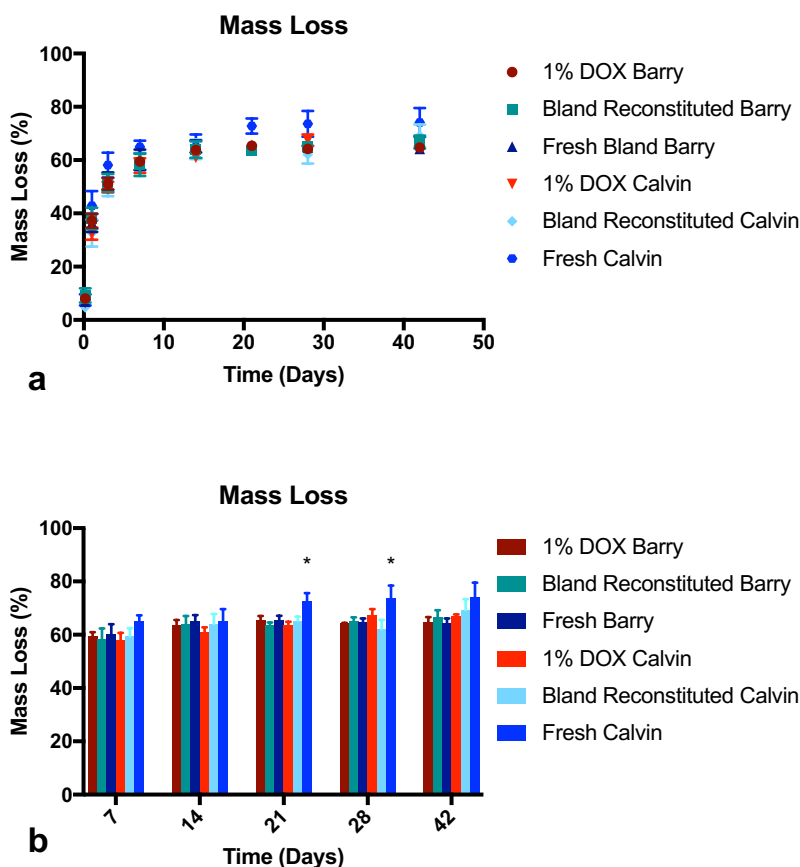 Mass Loss
100
80
60
40
20
0
0 10 20 30 40 50
Mass Loss (%)
Time (Days)
1% DOX Barry
Bland Reconstituted Barry
Fresh Bland Barry
1% DOX Calvin
Bland Reconstituted Calvin
Fresh Calvin
a
Mass Loss
100
80
60
40
20
0
* *
7 14 21 28 42
Mass Loss (%)
Time (Days)
1% DOX Barry
Bland Reconstituted Barry
Fresh Barry
1% DOX Calvin
Bland Reconstituted Calvin
Fresh Calvin
b